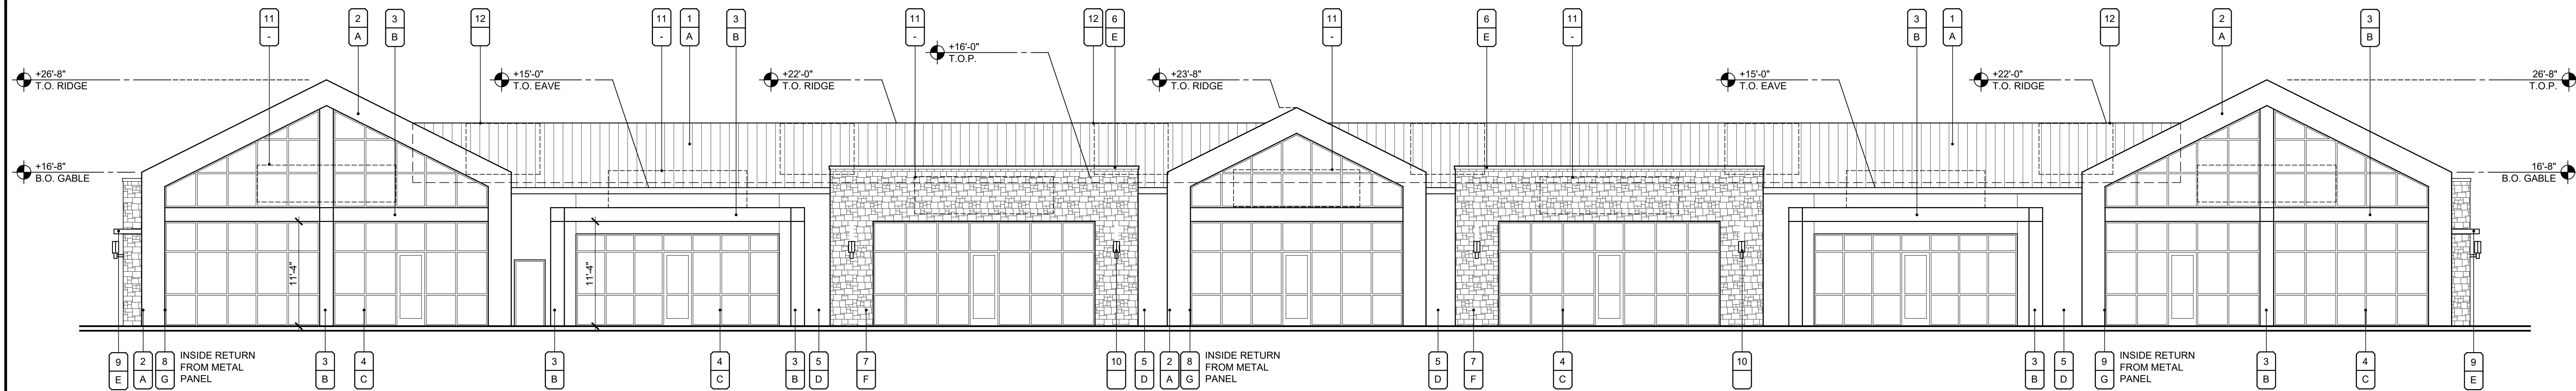 11
-
2
A
3
B
12
11
-
1
A
3
B
11
-
12
6
E
11
-
6
E
11
-
3
B
1
A
12
2
A
3
B
+16'-0"
T.O.P.
+26'-8"
T.O. RIDGE
+15'-0"
T.O. EAVE
+22'-0"
T.O. RIDGE
+23'-8"
T.O. RIDGE
+15'-0"
T.O. EAVE
+22'-0"
T.O. RIDGE
26'-8"
T.O.P.
+16'-8"
B.O. GABLE
16'-8"
B.O. GABLE
11'-4"
11'-4"
9
E
2
A
8
G
INSIDE RETURN
FROM METAL
PANEL
3
B
4
C
3
B
4
C
3
B
5
D
7
F
10
5
D
2
A
8
G
INSIDE RETURN
FROM METAL
PANEL
5
D
7
F
4
C
10
3
B
5
D
9
G
INSIDE RETURN
FROM METAL
PANEL
3
B
4
C
9
E